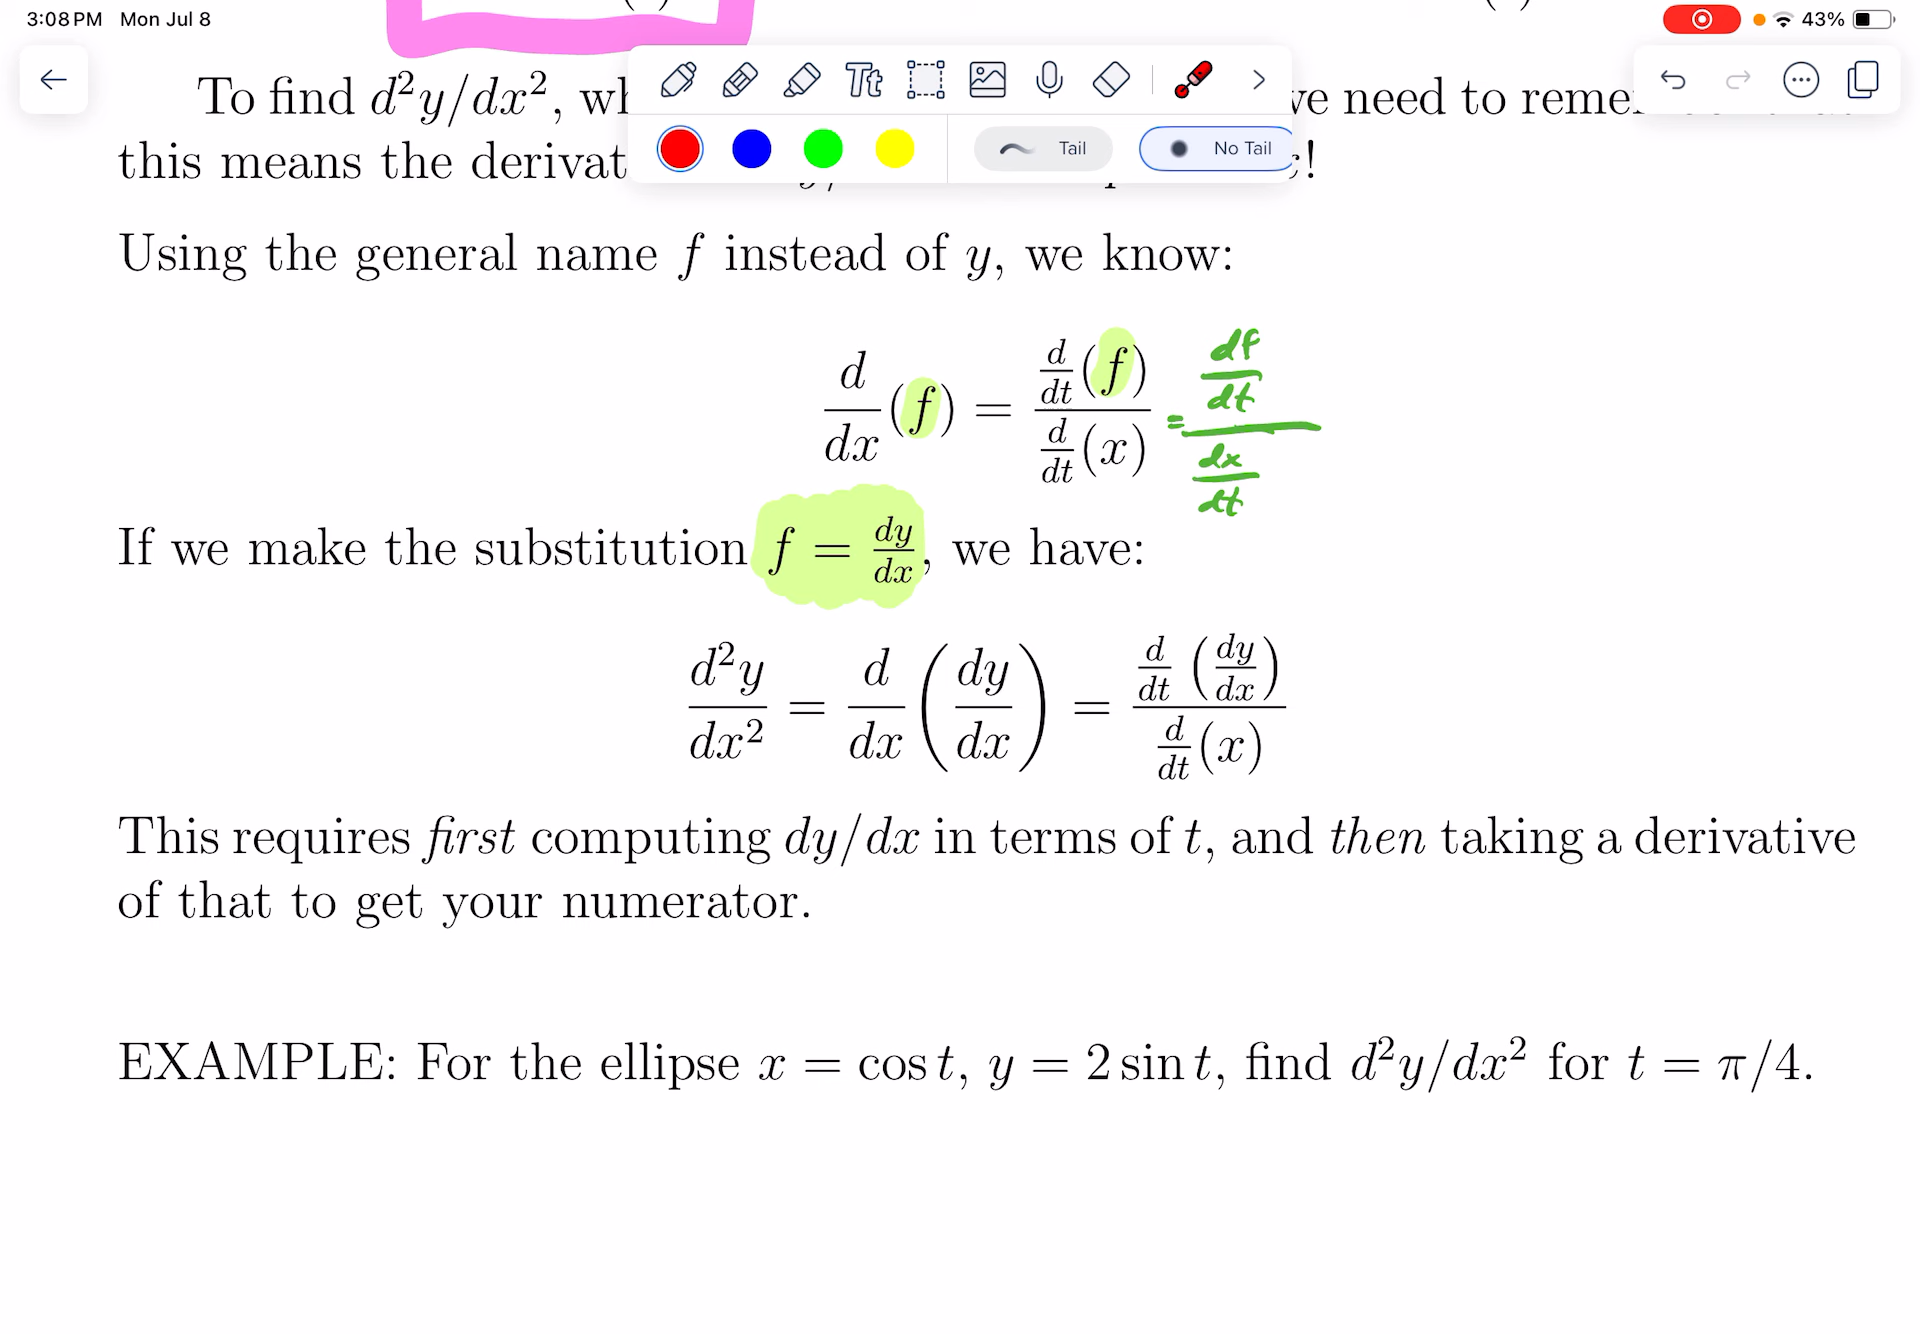 3:08 PM Mon Jul 8
43%
To find d²y/dx², we need to
this means the
Tail No Tail
Using the general name f instead of y, we know:
d/dx (f) = (d/dt (f)) / (d/dt (x)) = (df/dt) / (dx/dt)
If we make the substitution f = dy/dx, we have:
d²y/dx² = d/dx (dy/dx) = (d/dt (dy/dx)) / (d/dt (x))
This requires first computing dy/dx in terms of t, and then taking a derivative
of that to get your numerator.
EXAMPLE: For the ellipse x = cos t, y = 2 sin t, find d²y/dx² for t = π/4.